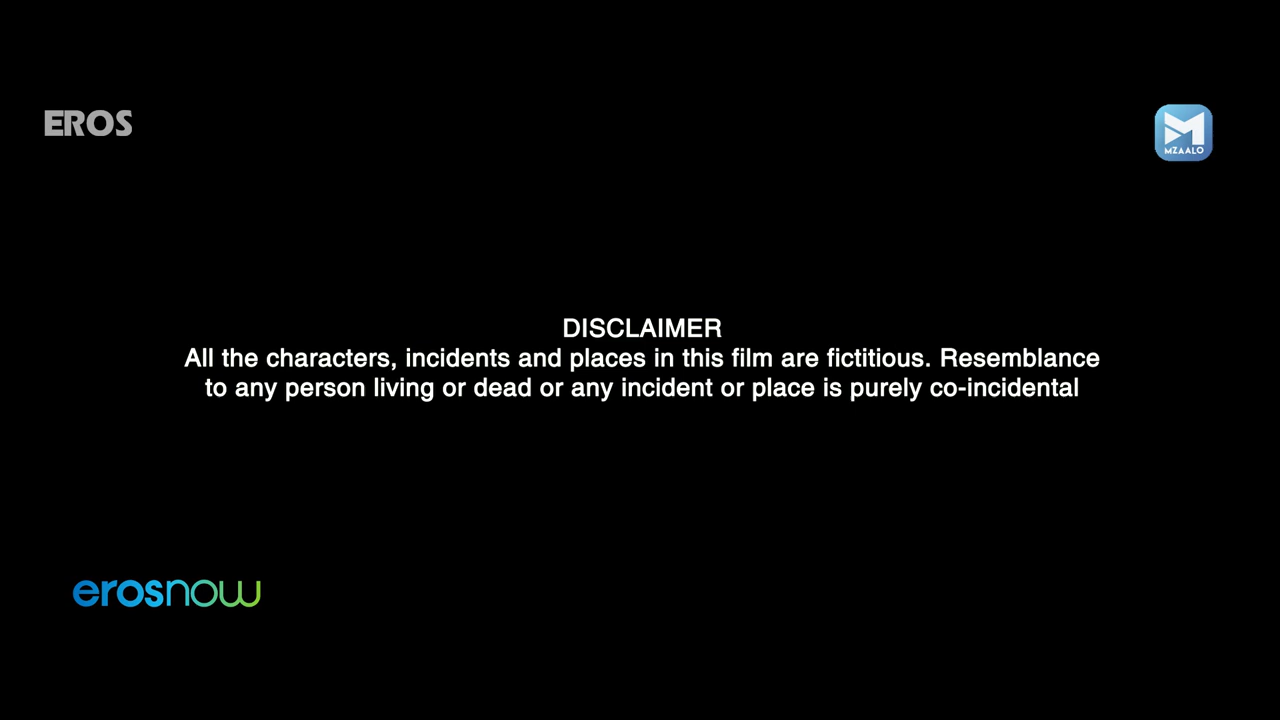 EROS
MZAALO
DISCLAIMER
All the characters, incidents and places in this film are fictitious. Resemblance
to any person living or dead or any incident or place is purely co-incidental
erosnow